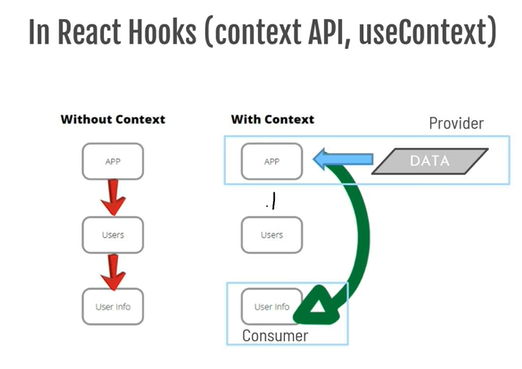 In React Hooks (context API, useContext)
Without Context
With Context
Provider
APP
APP
DATA
Users
Users
User Info
User Info
Consumer